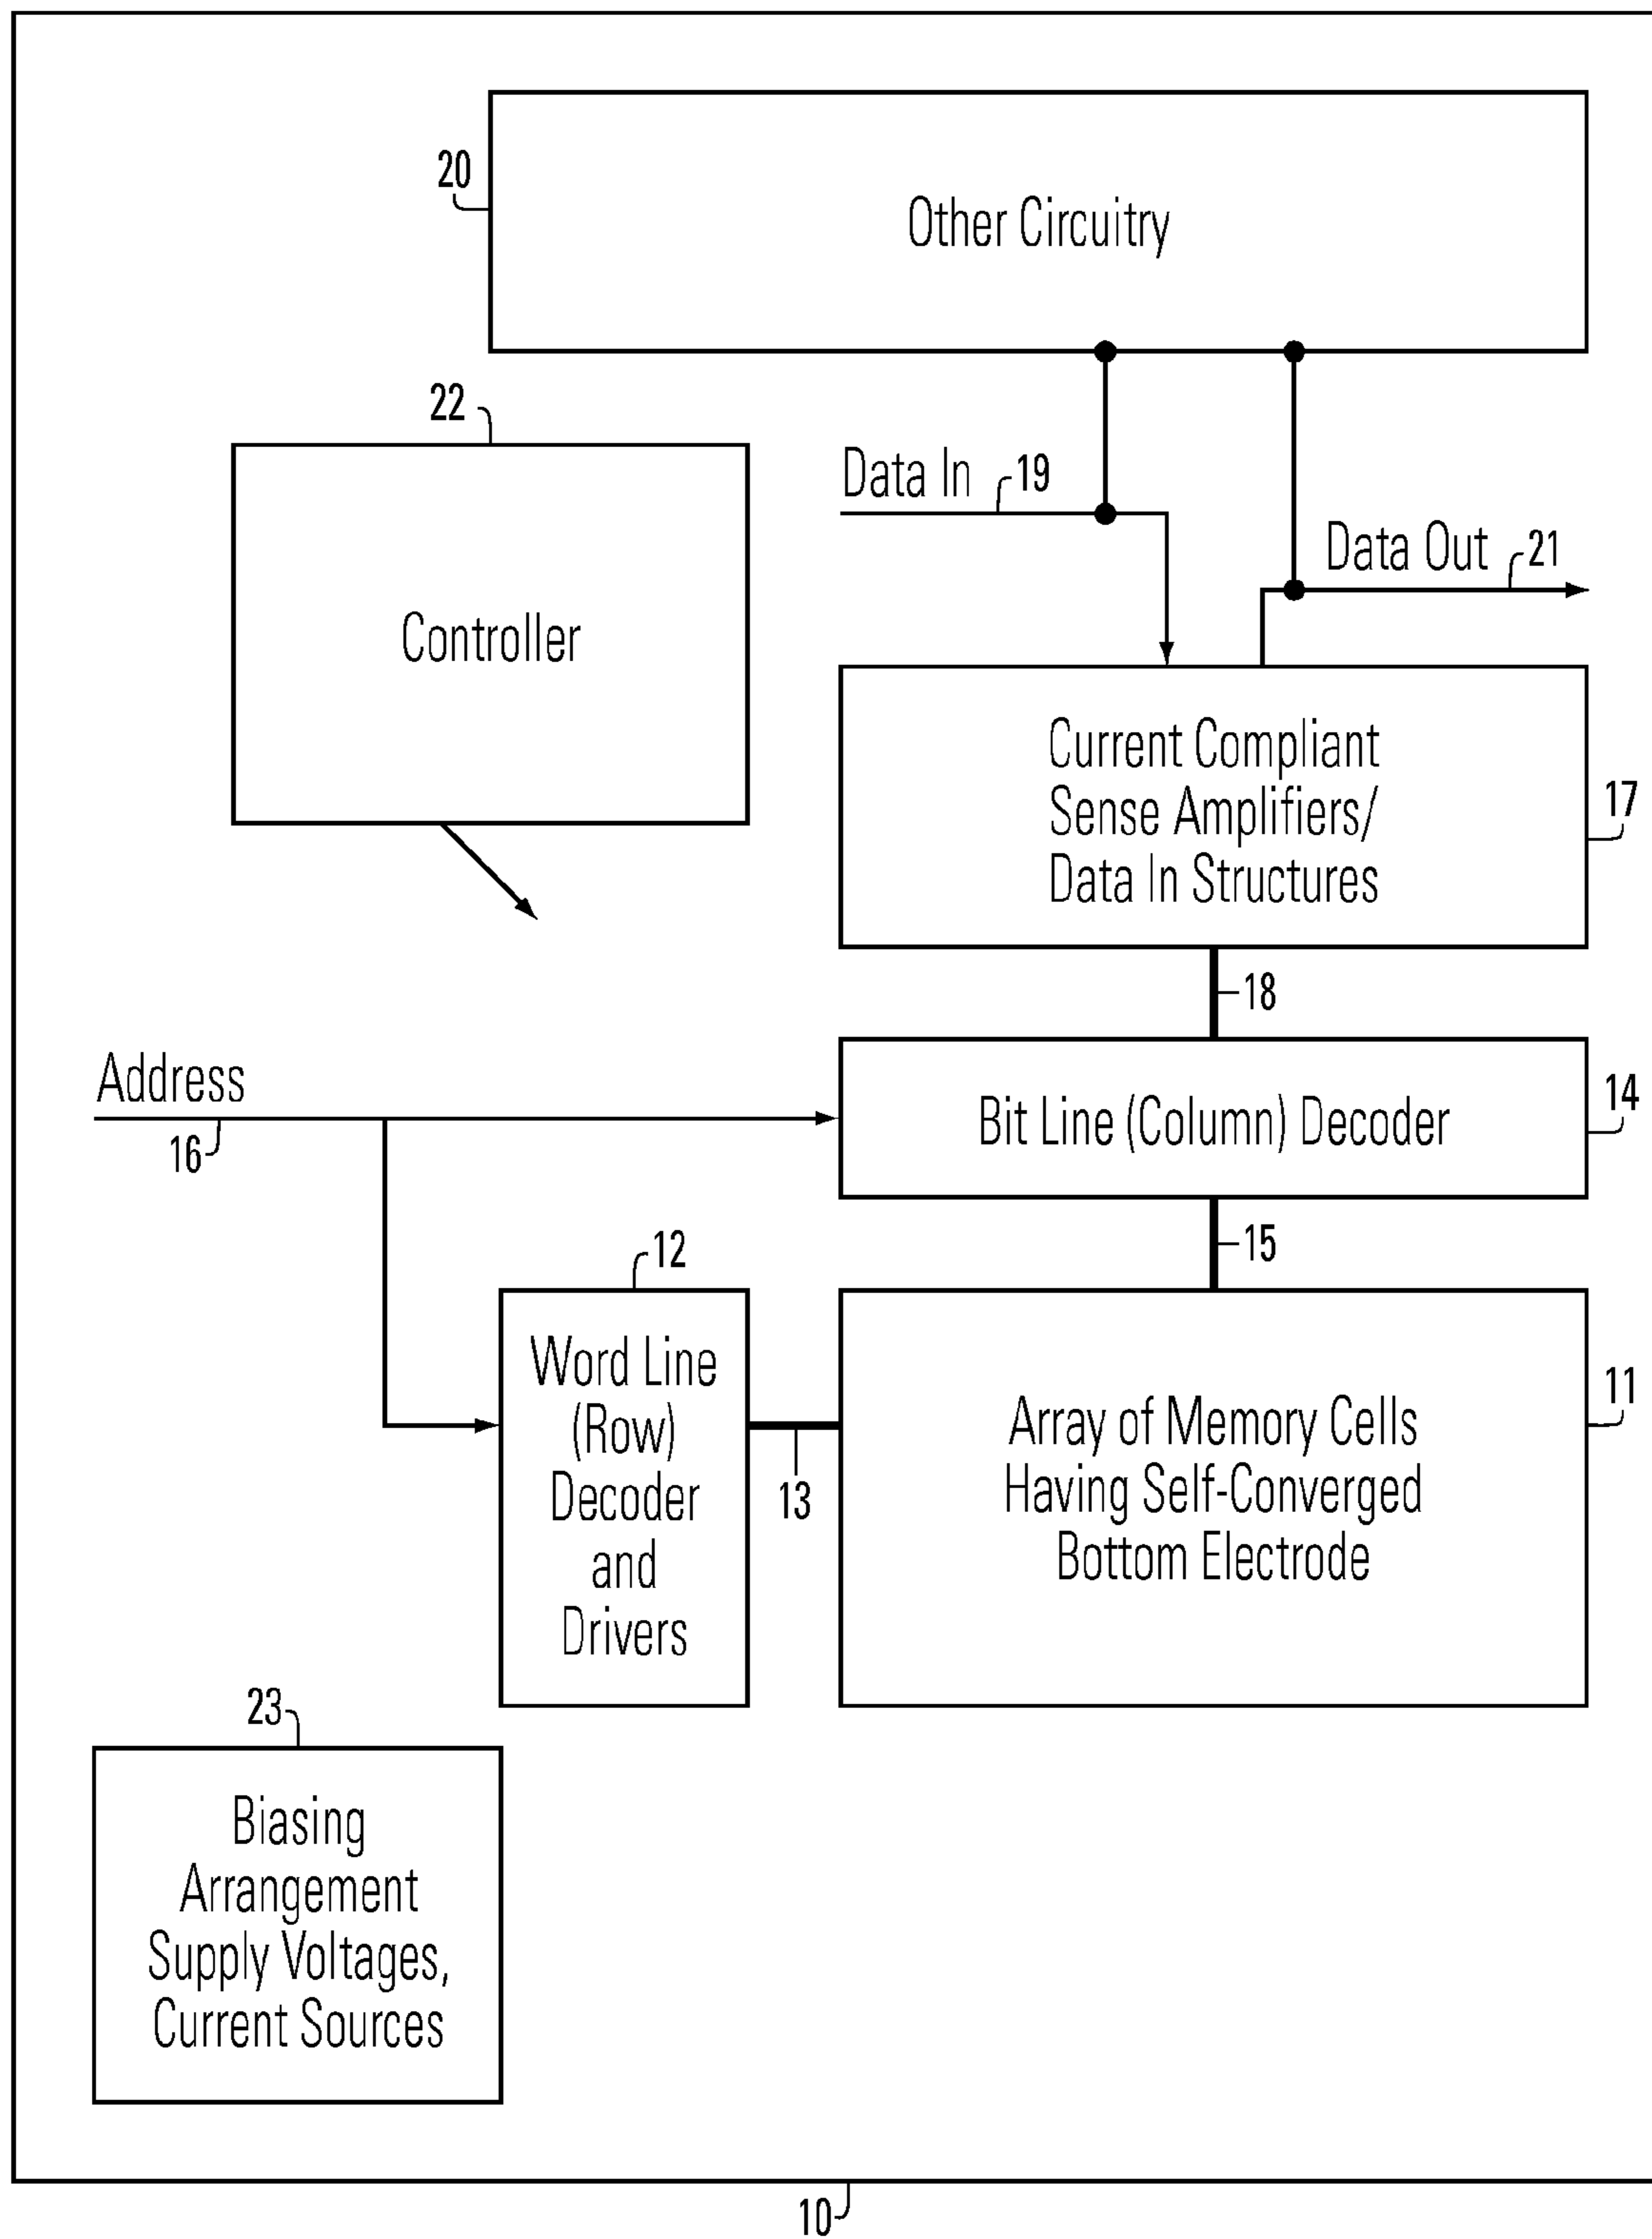 20
Other Circuitry
22
Data In
19
Data Out
21
Controller
Current Compliant
Sense Amplifiers/
Data In Structures
17
18
Address
16
Bit Line (Column) Decoder
14
15
12
Word Line
(Row)
Decoder
and
Drivers
13
Array of Memory Cells
Having Self-Converged
Bottom Electrode
11
23
Biasing
Arrangement
Supply Voltages,
Current Sources
10